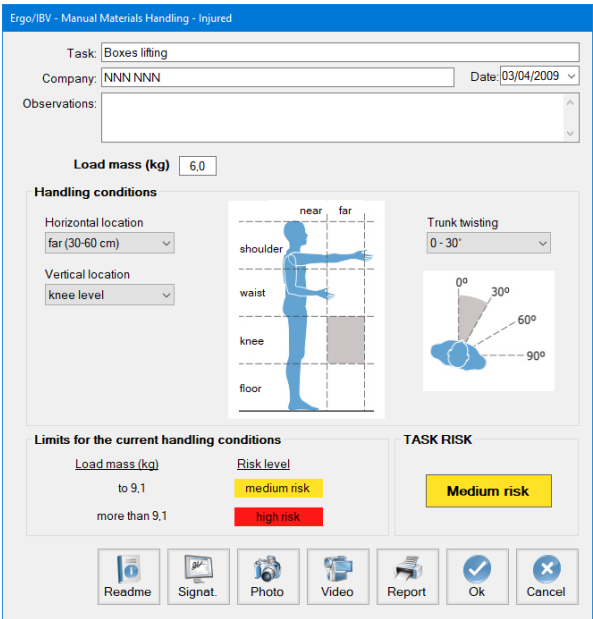 Ergo/IBV - Manual Materials Handling - Injured
Task: Boxes lifting
Company: NNN NNN Date: 03/04/2009
Observations:
Load mass (kg) 6,0
Handling conditions
Horizontal location
far (30-60 cm)
Vertical location
knee level
near far
shoulder
waist
knee
floor
Trunk twisting
0 - 30°
0º
30º
60º
90º
Limits for the current handling conditions
Load mass (kg) Risk level
to 9,1 medium risk
more than 9,1 high risk
TASK RISK
Medium risk
Readme Signat. Photo Video Report Ok Cancel